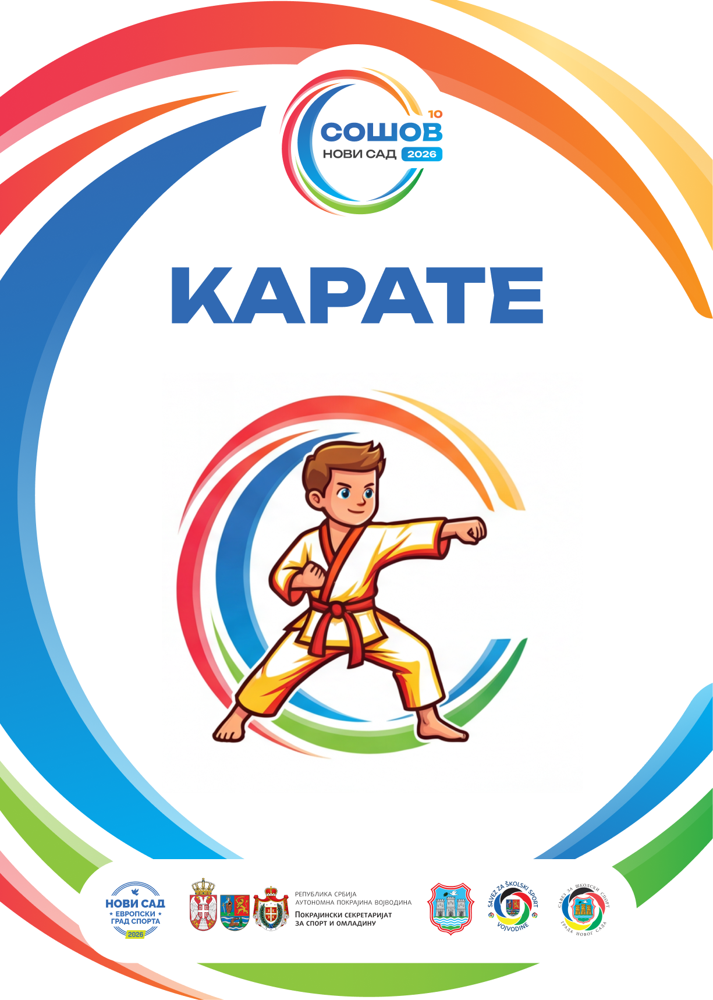 10
СОШОВ
НОВИ САД 2026
КАРАТЕ
НОВИ САД
ЕВРОПСКИ
ГРАД СПОРТА
2026
РЕПУБЛИКА СРБИЈА
АУТОНОМНА ПОКРАЈИНА ВОЈВОДИНА
ПОКРАЈИНСКИ СЕКРЕТАРИЈАТ
ЗА СПОРТ И ОМЛАДИНУ
SAVEZ ZA ŠKOLSKI SPORT
VOJVODINE
САВЕЗ ЗА ШКОЛСКИ СПОРТ
ГРАДА НОВОГ САДА